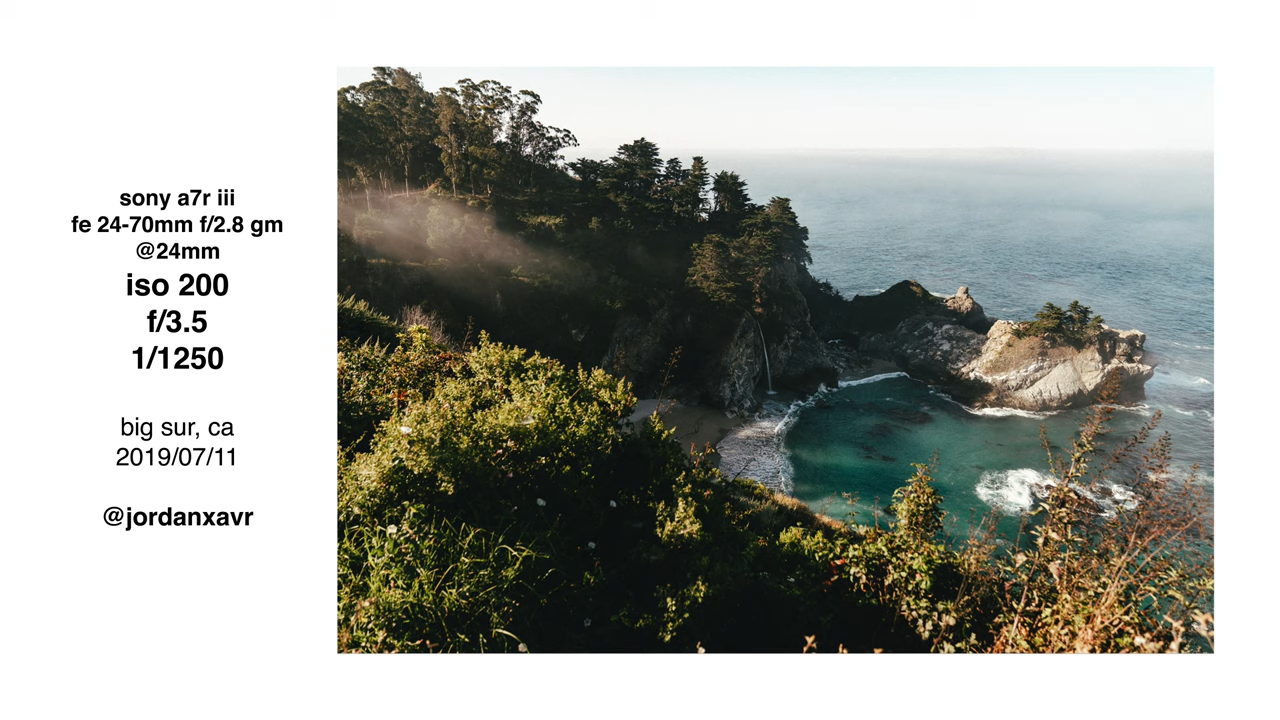 sony a7r iii
fe 24-70mm f/2.8 gm
@24mm
iso 200
f/3.5
1/1250
big sur, ca
2019/07/11
@jordanxavr